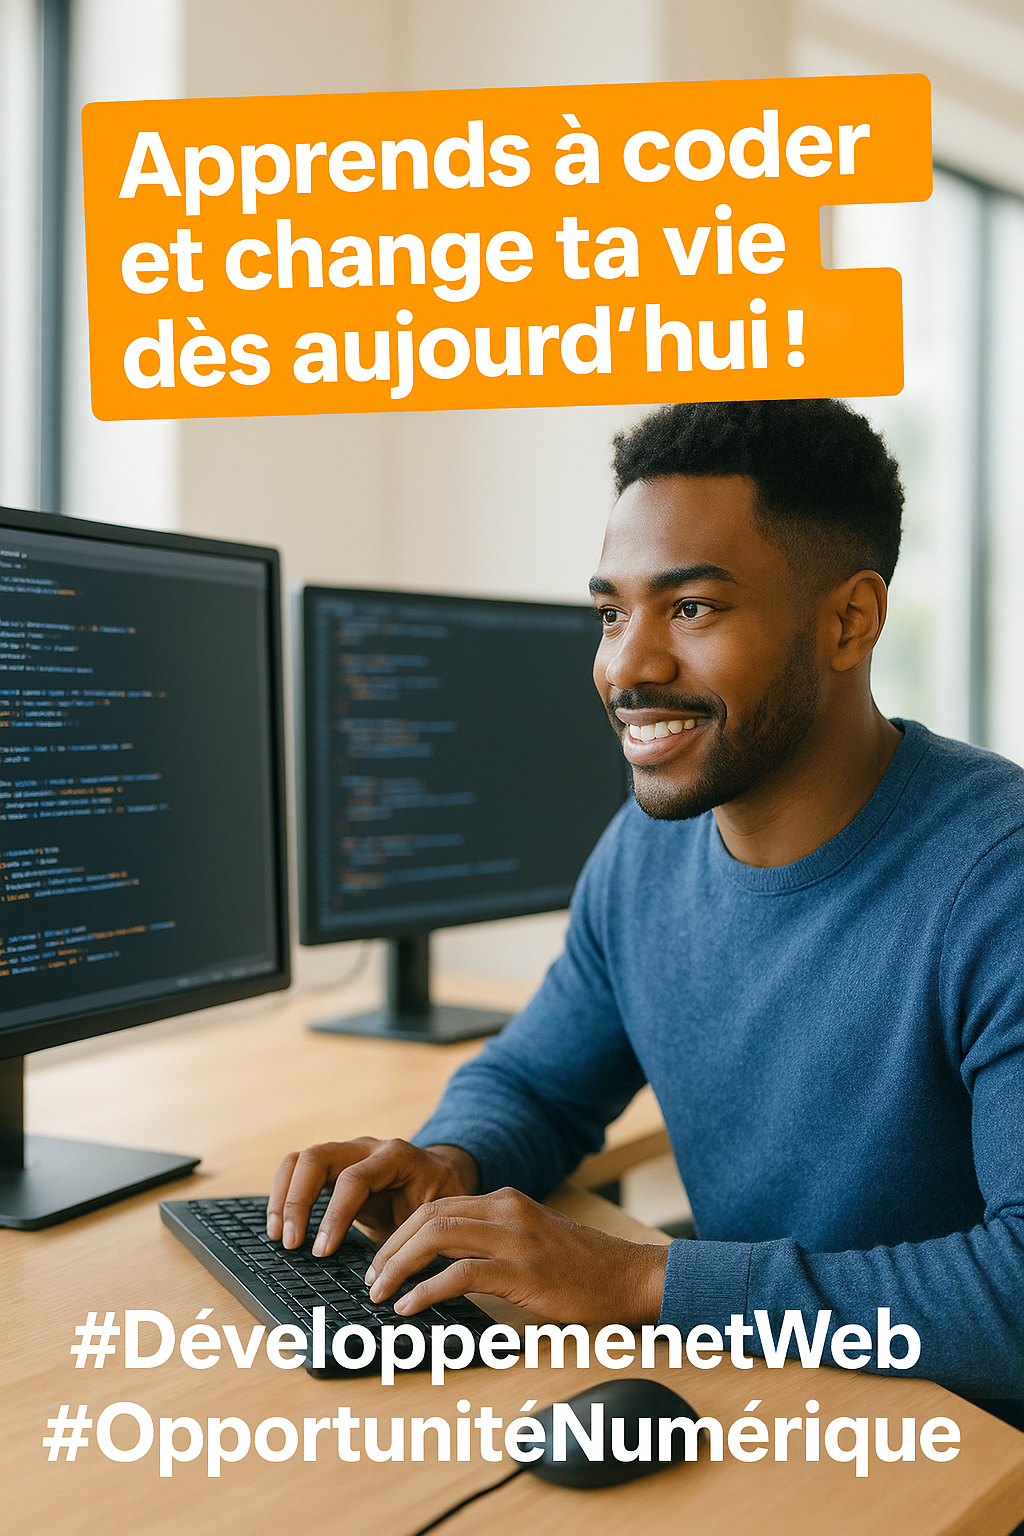 Apprends à coder
et change ta vie
dès aujourd’hui !
#DéveloppemenetWeb
#OpportunitéNumérique